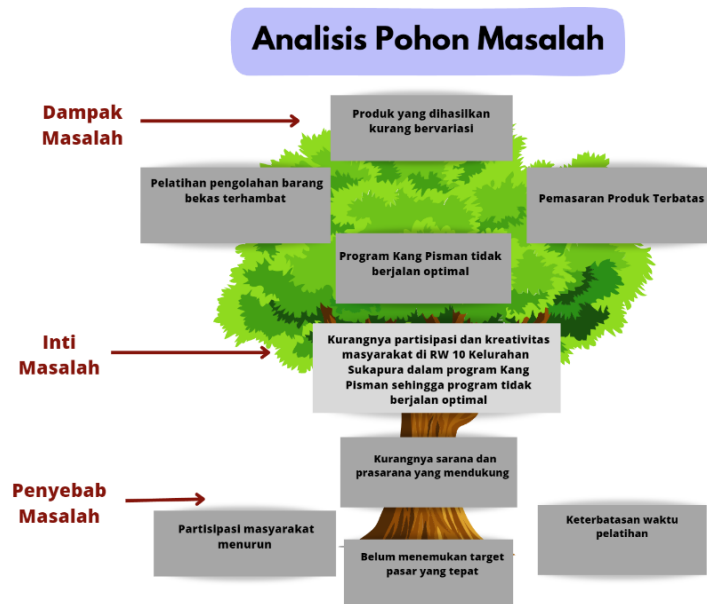 Analisis Pohon Masalah
Dampak
Masalah
Produk yang dihasilkan
kurang bervariasi
Pelatihan pengolahan barang
bekas terhambat
Pemasaran Produk Terbatas
Program Kang Pisman tidak
berjalan optimal
Inti
Masalah
Kurangnya partisipasi dan kreativitas
masyarakat di RW 10 Kelurahan
Sukapura dalam program Kang
Pisman sehingga program tidak
berjalan optimal
Kurangnya sarana dan
prasarana yang mendukung
Penyebab
Masalah
Partisipasi masyarakat
menurun
Keterbatasan waktu
pelatihan
Belum menemukan target
pasar yang tepat